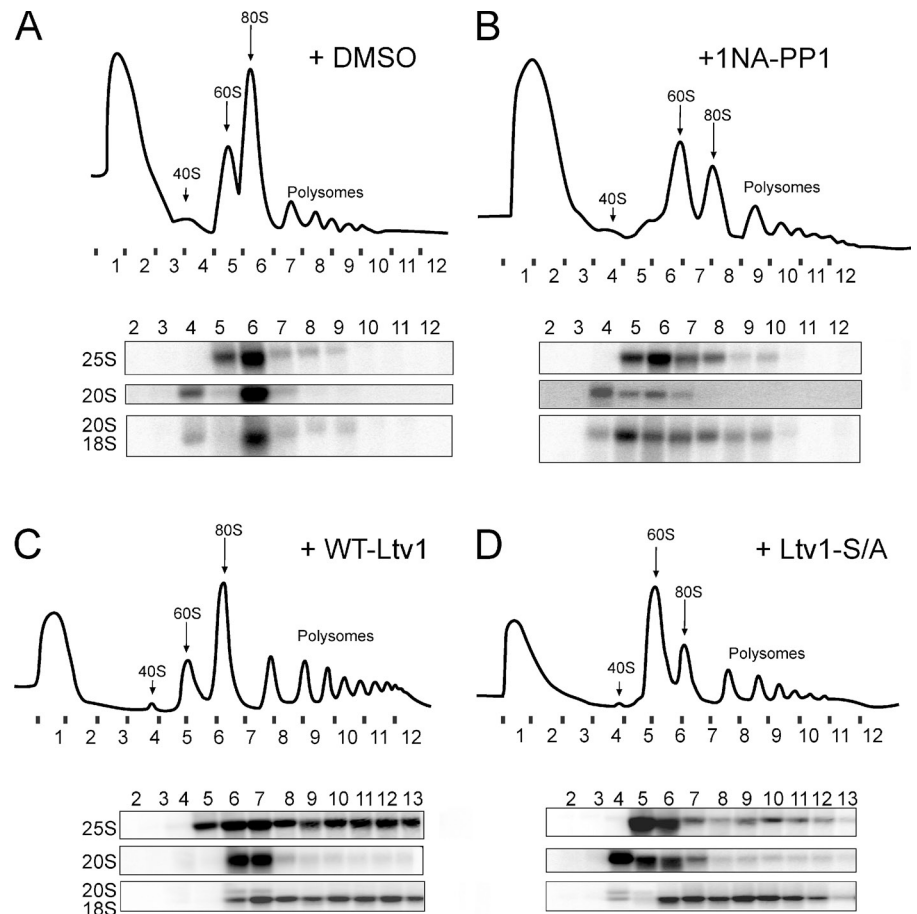 A
+ DMSO
80S
60S
40S
Polysomes
1 2 3 4 5 6 7 8 9 10 11 12
2 3 4 5 6 7 8 9 10 11 12
25S
20S
20S
18S
B
+1NA-PP1
60S
80S
40S
Polysomes
1 2 3 4 5 6 7 8 9 10 11 12
2 3 4 5 6 7 8 9 10 11 12
C
+ WT-Ltv1
80S
60S
40S
Polysomes
1 2 3 4 5 6 7 8 9 10 11 12
2 3 4 5 6 7 8 9 10 11 12 13
25S
20S
20S
18S
D
+ Ltv1-S/A
60S
80S
40S
Polysomes
1 2 3 4 5 6 7 8 9 10 11 12
2 3 4 5 6 7 8 9 10 11 12 13